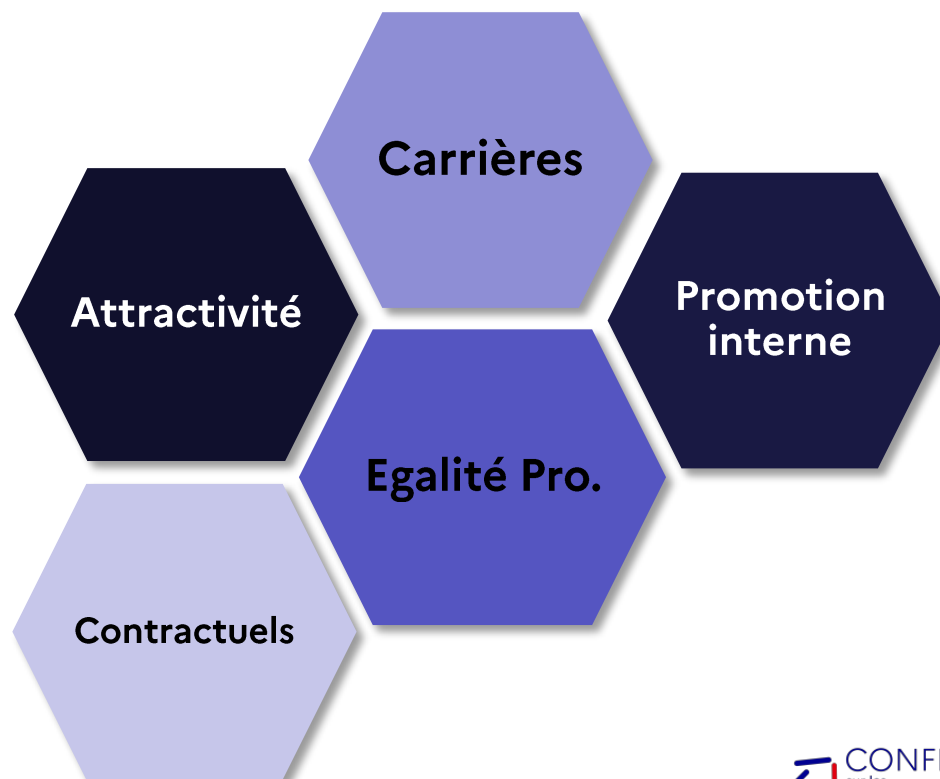 Carrières
Attractivité
Promotion
interne
Egalité Pro.
Contractuels